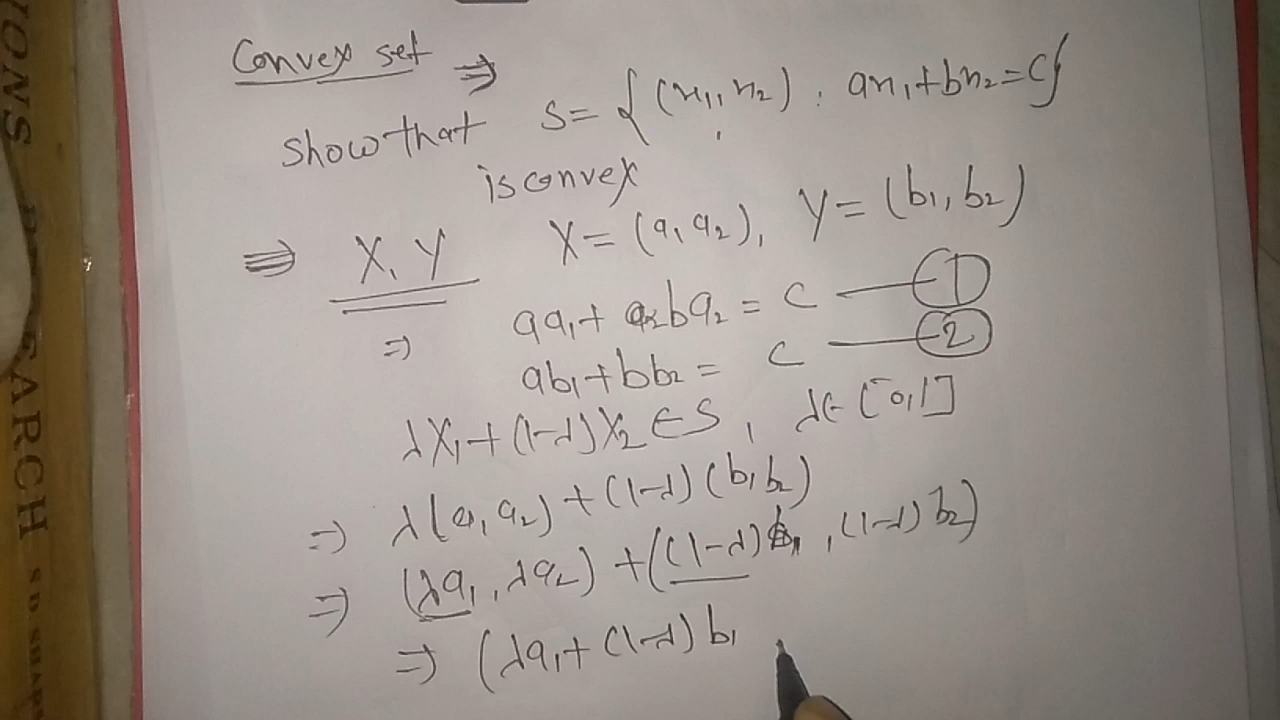 Convex set ⇒
show that S = {(x1, x2) : ax1 + bx2 = c}
is convex
⇒ X, Y X = (a1 a2), Y = (b1, b2)
⇒ aa1 + ba2 = c — 1
ab1 + bb2 = c — 2
λX1 + (1-λ)X2 ∈ S, λ ∈ [0,1]
⇒ λ(a1, a2) + (1-λ)(b1 b2)
⇒ (λa1, λa2) + ((1-λ)b1, (1-λ)b2)
⇒ (λa1 + (1-λ)b1